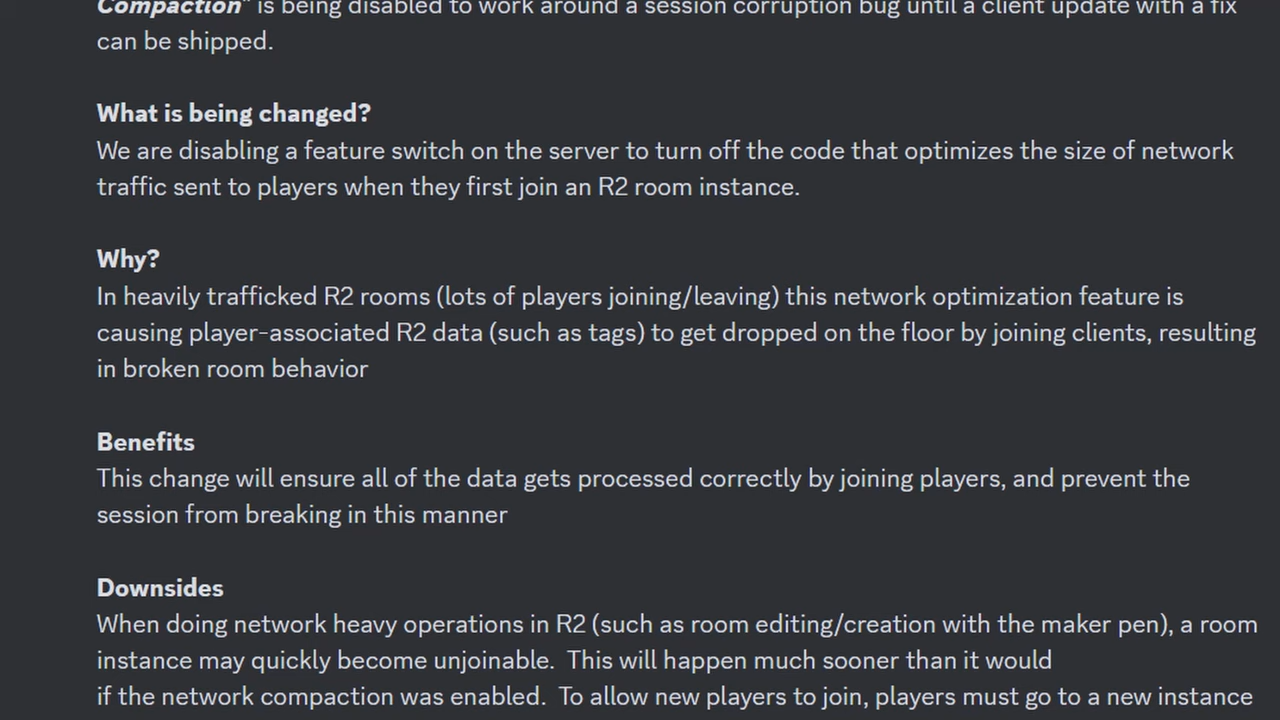 Compaction" is being disabled to work around a session corruption bug until a client update with a fix
can be shipped.
What is being changed?
We are disabling a feature switch on the server to turn off the code that optimizes the size of network
traffic sent to players when they first join an R2 room instance.
Why?
In heavily trafficked R2 rooms (lots of players joining/leaving) this network optimization feature is
causing player-associated R2 data (such as tags) to get dropped on the floor by joining clients, resulting
in broken room behavior
Benefits
This change will ensure all of the data gets processed correctly by joining players, and prevent the
session from breaking in this manner
Downsides
When doing network heavy operations in R2 (such as room editing/creation with the maker pen), a room
instance may quickly become unjoinable.  This will happen much sooner than it would
if the network compaction was enabled.  To allow new players to join, players must go to a new instance